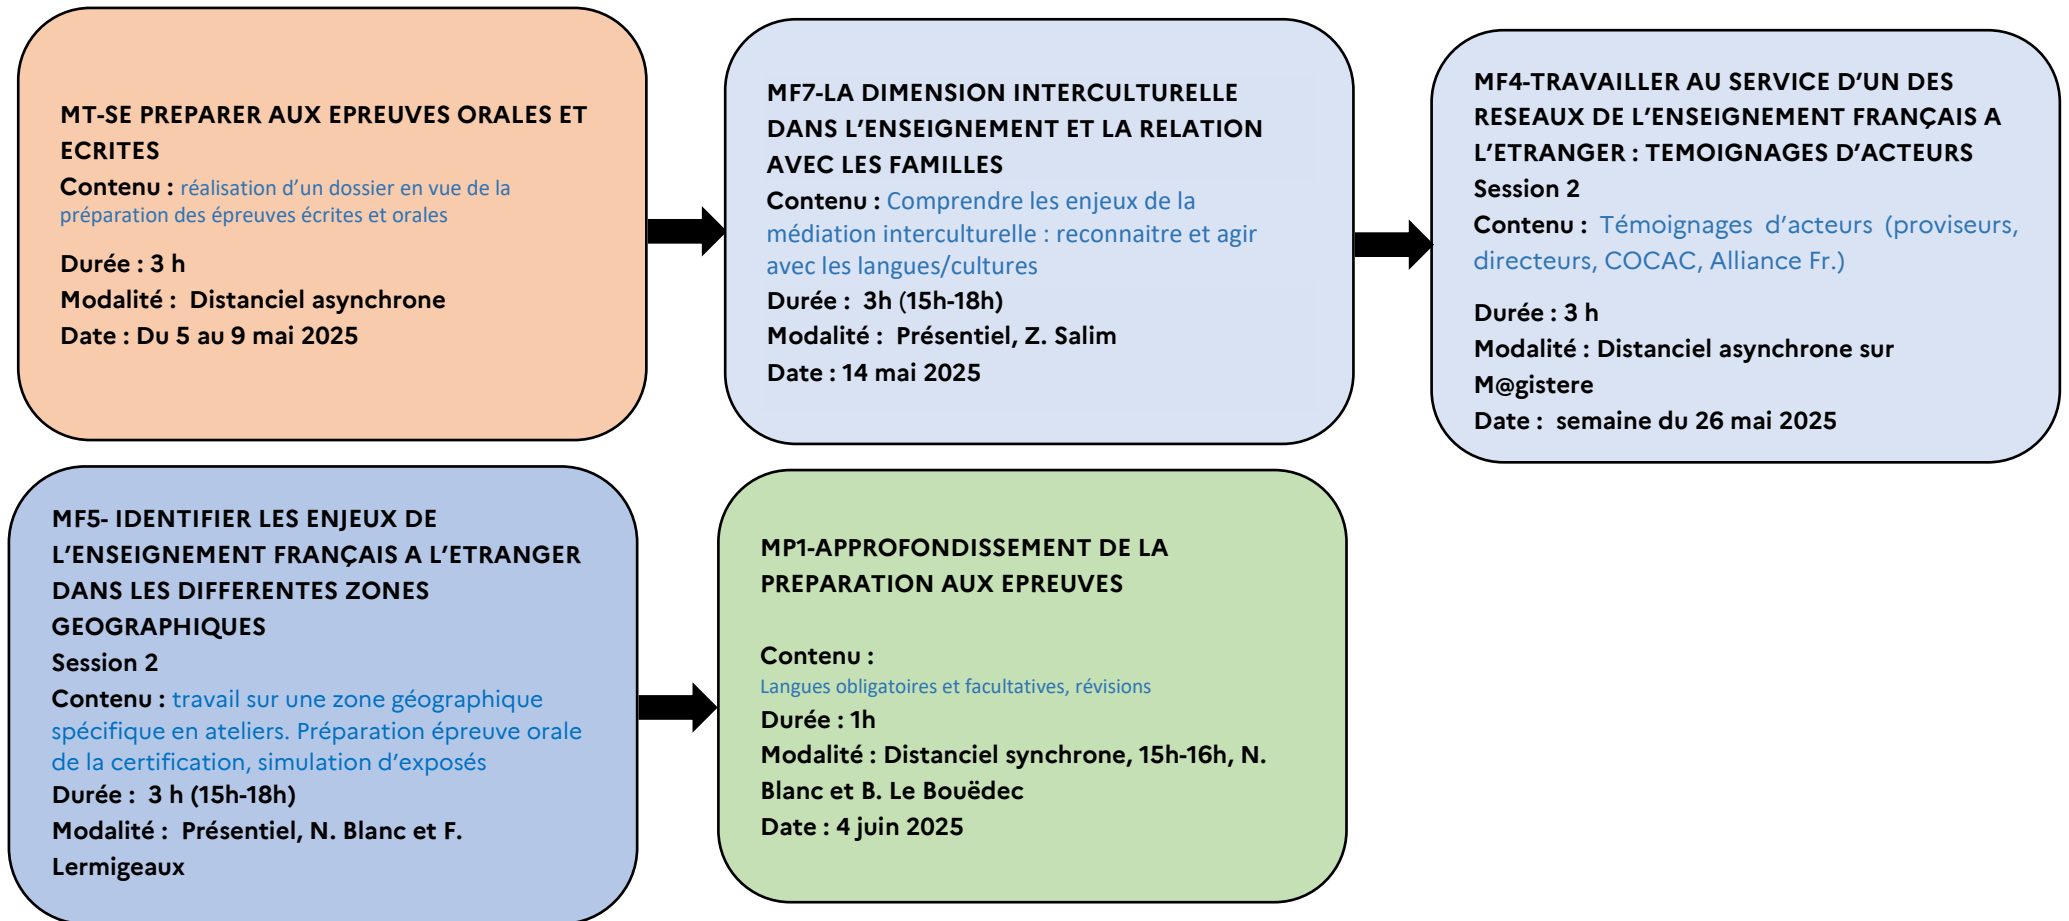 MT-SE PREPARER AUX EPREUVES ORALES ET
ECRITES
Contenu : réalisation d’un dossier en vue de la
préparation des épreuves écrites et orales
Durée : 3 h
Modalité : Distanciel asynchrone
Date : Du 5 au 9 mai 2025
MF7-LA DIMENSION INTERCULTURELLE
DANS L’ENSEIGNEMENT ET LA RELATION
AVEC LES FAMILLES
Contenu : Comprendre les enjeux de la
médiation interculturelle : reconnaitre et agir
avec les langues/cultures
Durée : 3h (15h-18h)
Modalité : Présentiel, Z. Salim
Date : 14 mai 2025
MF4-TRAVAILLER AU SERVICE D’UN DES
RESEAUX DE L’ENSEIGNEMENT FRANÇAIS A
L’ETRANGER : TEMOIGNAGES D’ACTEURS
Session 2
Contenu : Témoignages d’acteurs (proviseurs,
directeurs, COCAC, Alliance Fr.)
Durée : 3 h
Modalité : Distanciel asynchrone sur
M@gistere
Date : semaine du 26 mai 2025
MF5- IDENTIFIER LES ENJEUX DE
L’ENSEIGNEMENT FRANÇAIS A L’ETRANGER
DANS LES DIFFERENTES ZONES
GEOGRAPHIQUES
Session 2
Contenu : travail sur une zone géographique
spécifique en ateliers. Préparation épreuve orale
de la certification, simulation d’exposés
Durée : 3 h (15h-18h)
Modalité : Présentiel, N. Blanc et F.
Lermigeaux
MP1-APPROFONDISSEMENT DE LA
PREPARATION AUX EPREUVES
Contenu :
Langues obligatoires et facultatives, révisions
Durée : 1h
Modalité : Distanciel synchrone, 15h-16h, N.
Blanc et B. Le Bouëdec
Date : 4 juin 2025